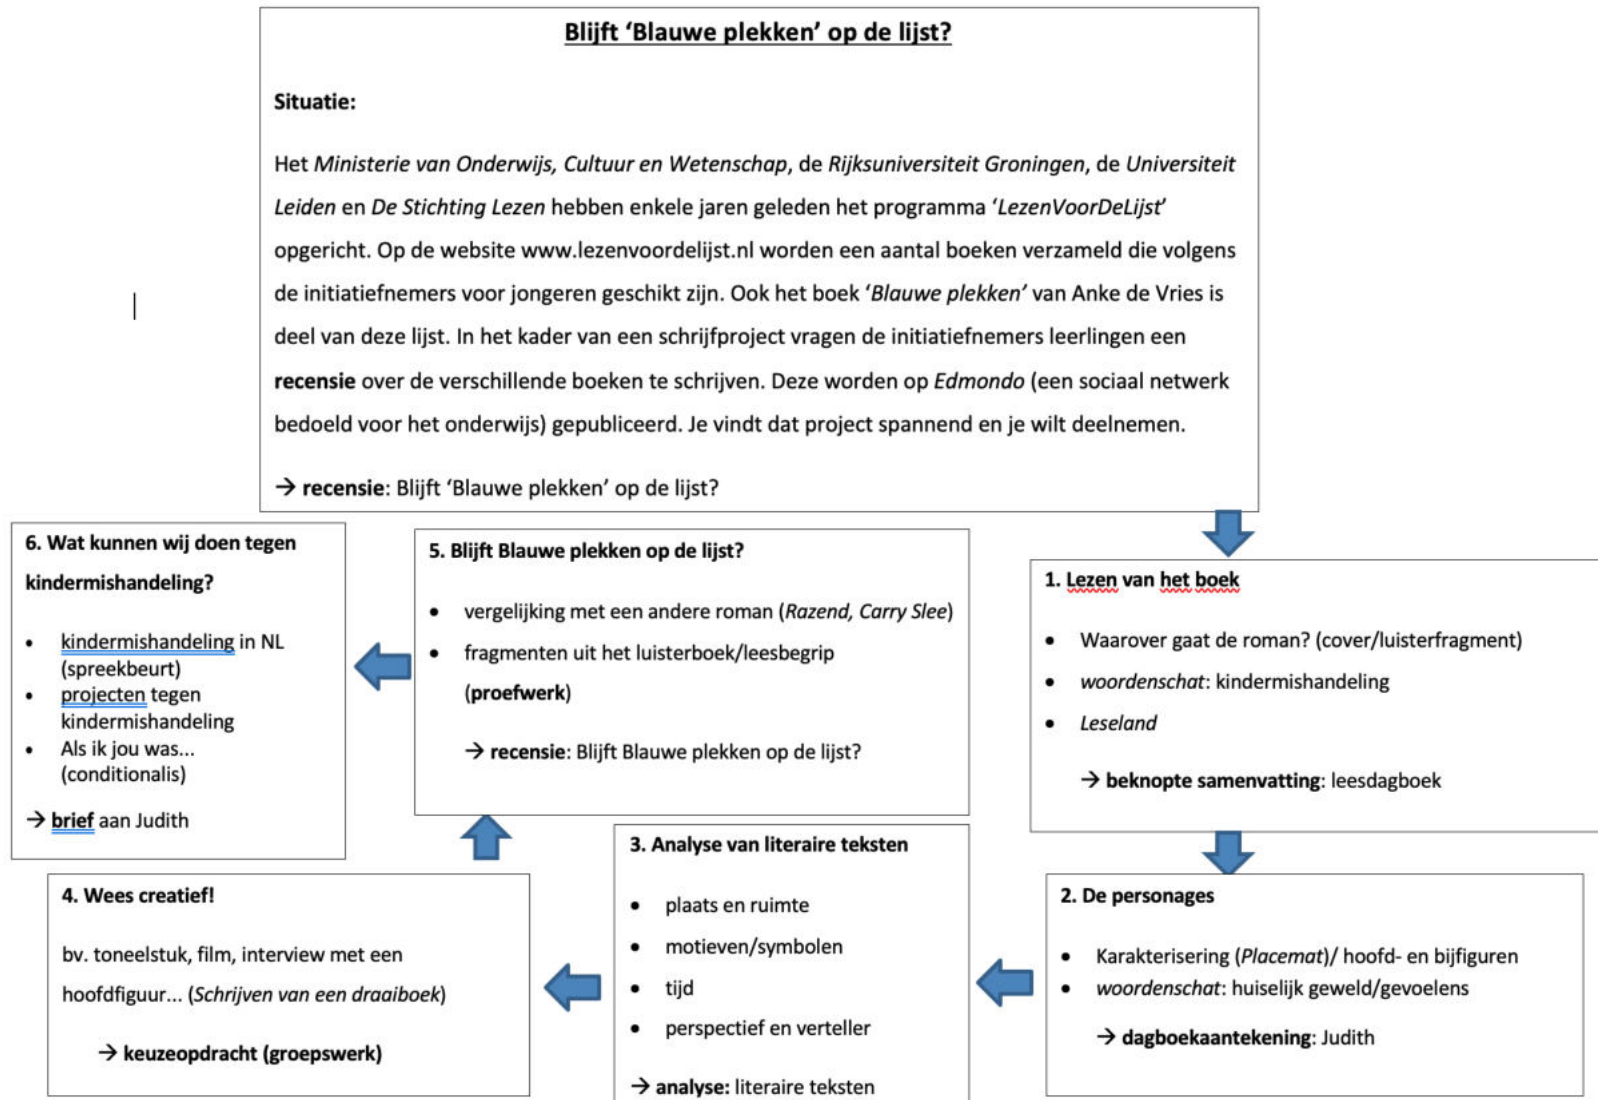 Blijft ‘Blauwe plekken’ op de lijst?
Situatie:
Het Ministerie van Onderwijs, Cultuur en Wetenschap, de Rijksuniversiteit Groningen, de Universiteit
Leiden en De Stichting Lezen hebben enkele jaren geleden het programma ‘LezenVoorDeLijst’
opgericht. Op de website www.lezenvoordelijst.nl worden een aantal boeken verzameld die volgens
de initiatiefnemers voor jongeren geschikt zijn. Ook het boek ‘Blauwe plekken’ van Anke de Vries is
deel van deze lijst. In het kader van een schrijfproject vragen de initiatiefnemers leerlingen een
recensie over de verschillende boeken te schrijven. Deze worden op Edmondo (een sociaal netwerk
bedoeld voor het onderwijs) gepubliceerd. Je vindt dat project spannend en je wilt deelnemen.
→ recensie: Blijft ‘Blauwe plekken’ op de lijst?
1. Lezen van het boek
• Waarover gaat de roman? (cover/luisterfragment)
• woordenschat: kindermishandeling
• Leseland
→ beknopte samenvatting: leesdagboek
2. De personages
• Karakterisering (Placemat)/ hoofd- en bijfiguren
• woordenschat: huiselijk geweld/gevoelens
→ dagboekaantekening: Judith
3. Analyse van literaire teksten
• plaats en ruimte
• motieven/symbolen
• tijd
• perspectief en verteller
→ analyse: literaire teksten
4. Wees creatief!
bv. toneelstuk, film, interview met een
hoofdfiguur... (Schrijven van een draaiboek)
→ keuzeopdracht (groepswerk)
5. Blijft Blauwe plekken op de lijst?
• vergelijking met een andere roman (Razend, Carry Slee)
• fragmenten uit het luisterboek/leesbegrip
(proefwerk)
→ recensie: Blijft Blauwe plekken op de lijst?
6. Wat kunnen wij doen tegen
kindermishandeling?
• kindermishandeling in NL
(spreekbeurt)
• projecten tegen
kindermishandeling
• Als ik jou was...
(conditionalis)
→ brief aan Judith